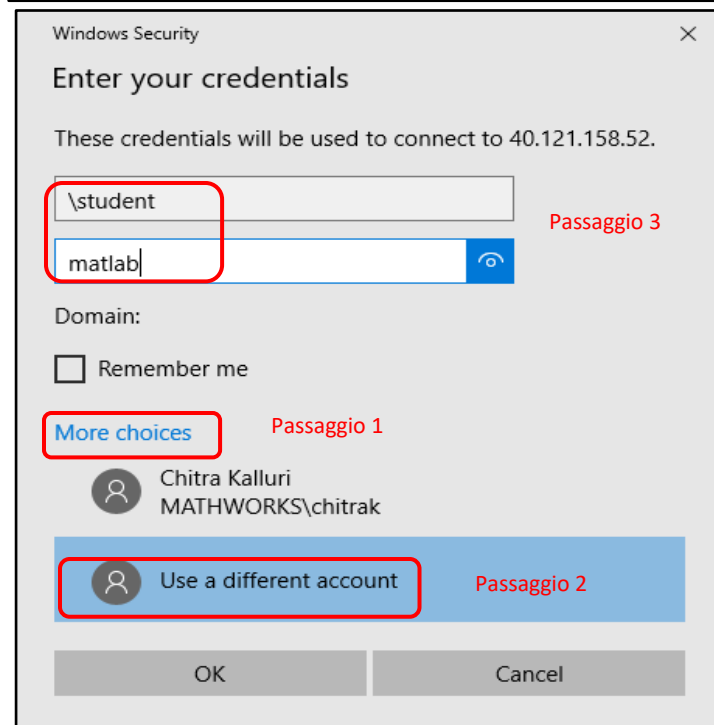 Windows Security
Enter your credentials
These credentials will be used to connect to 40.121.158.52.
\student
Passaggio 3
matlab
Domain:
Remember me
More choices
Passaggio 1
Chitra Kalluri
MATHWORKS\chitrak
Use a different account
Passaggio 2
OK
Cancel